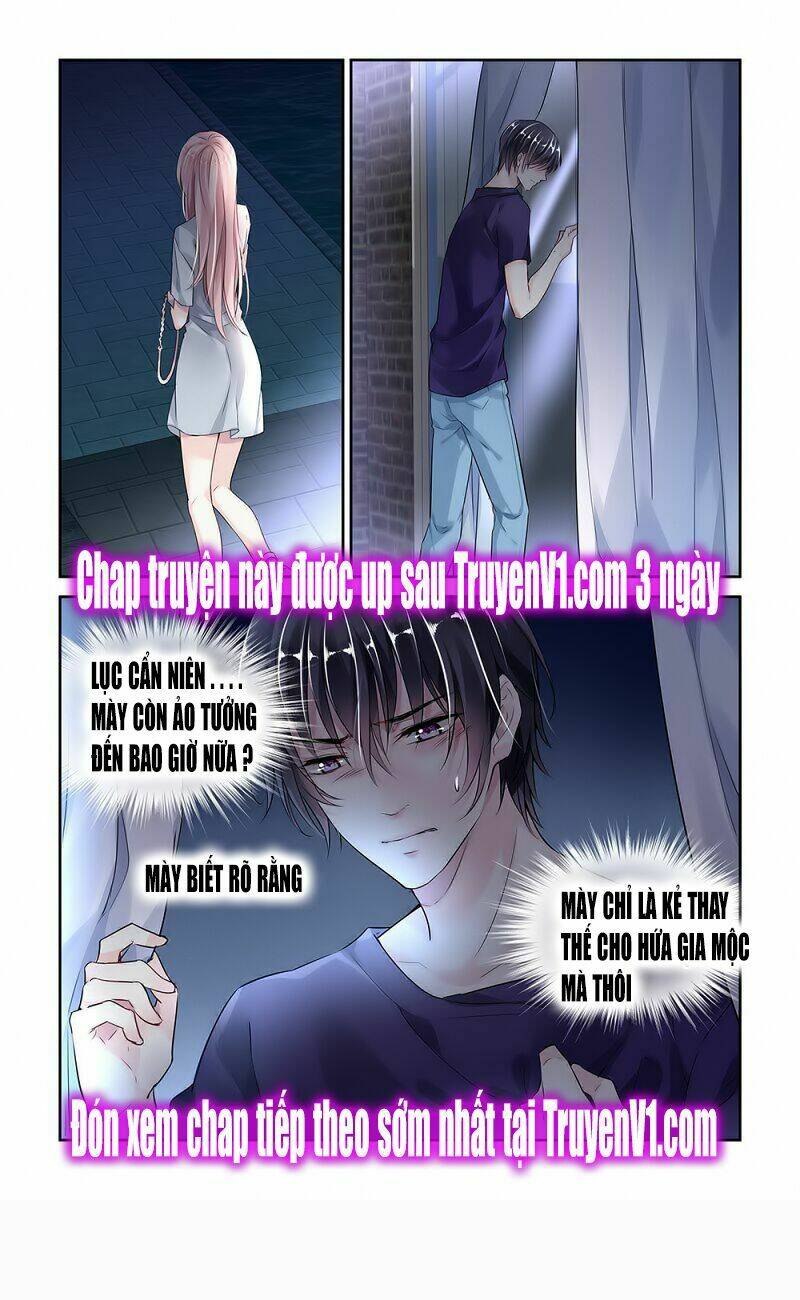 Chap truyện này được up sau TruyenV1.com 3 ngày
LỤC CẨN NIÊN . . . .
MÀY CÒN ẢO TƯỞNG
ĐẾN BAO GIỜ NỮA ?
MÀY BIẾT RÕ RẰNG
MÀY CHỈ LÀ KẺ THAY
THẾ CHO HỨA GIA MỘC
MÀ THÔI
Đón xem chap tiếp theo sớm nhất tại TruyenV1.com